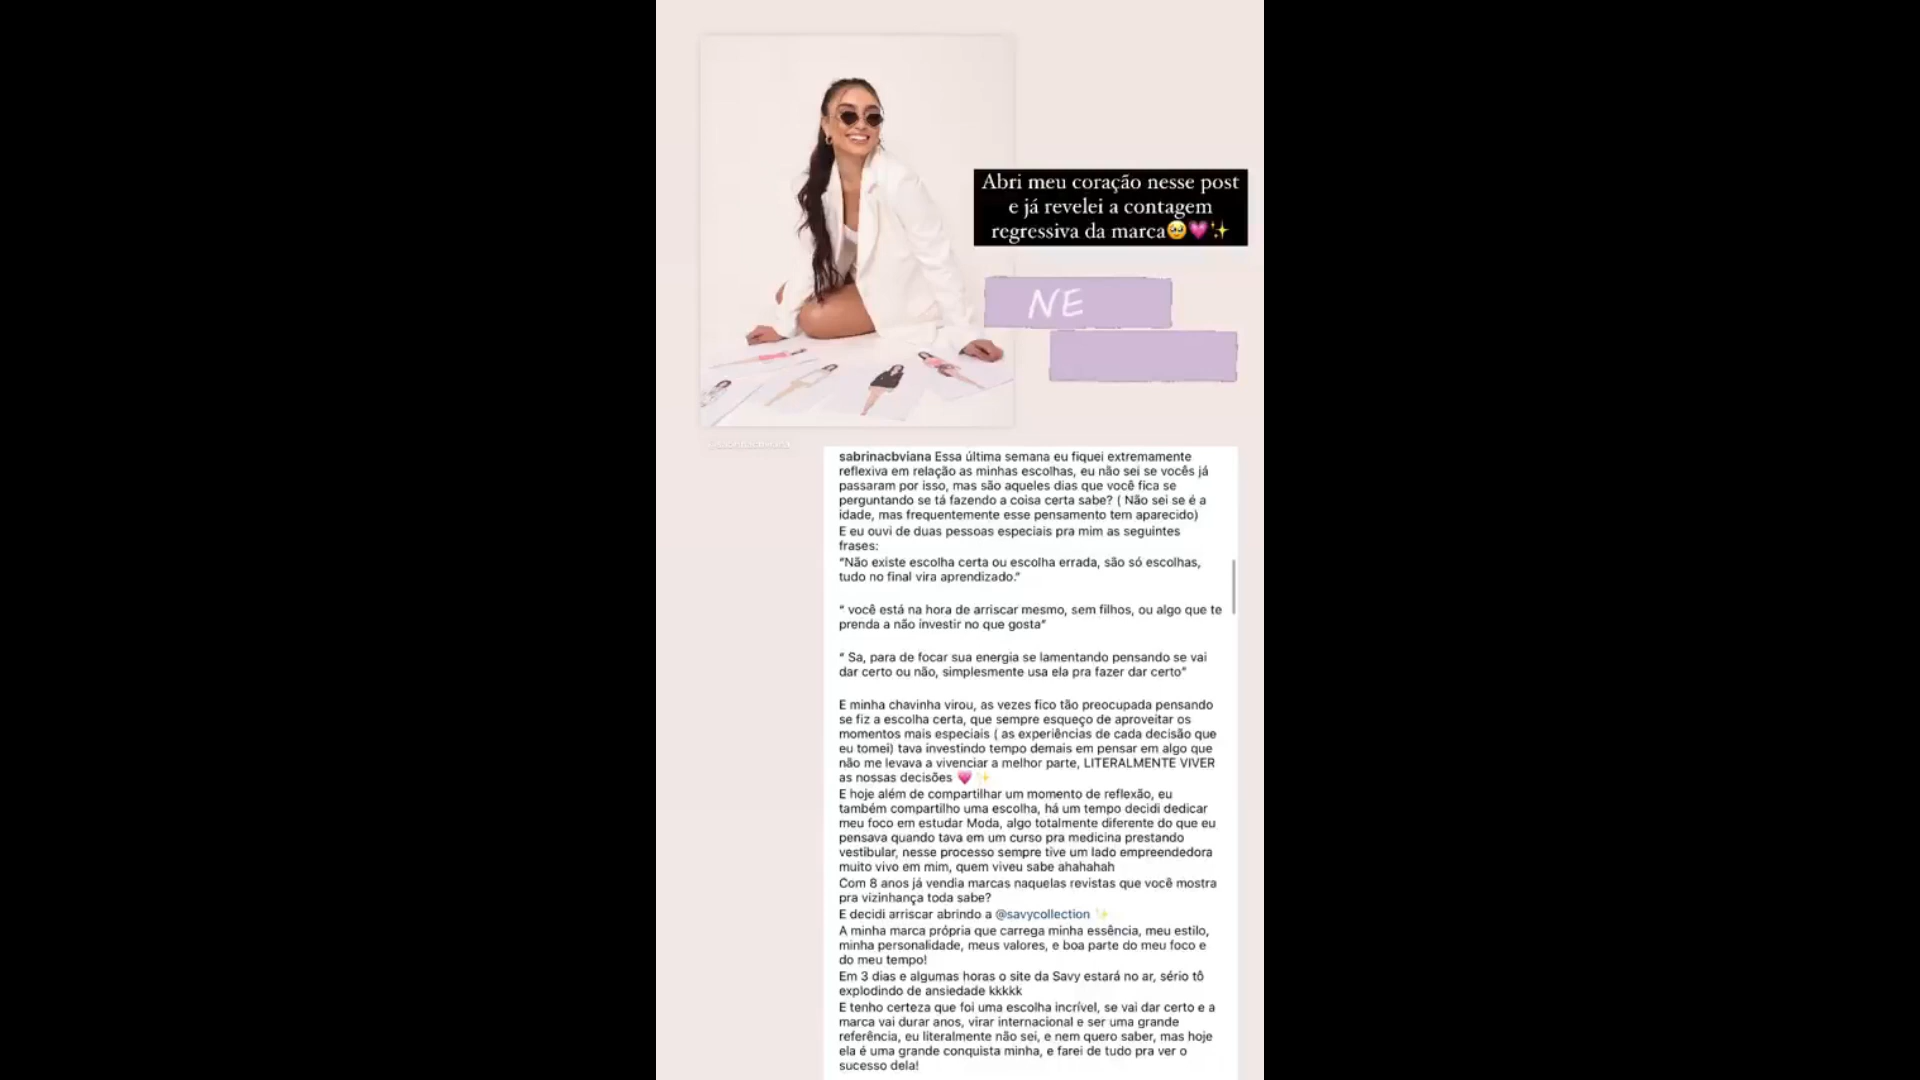 Abri meu coração nesse post
e já revelei a contagem
regressiva da marca🥹💗✨
NE
sabrinacbviana Essa última semana eu fiquei extremamente
reflexiva em relação as minhas escolhas, eu não sei se vocês já
passaram por isso, mas são aqueles dias que você fica se
perguntando se tá fazendo a coisa certa sabe? ( Não sei se é a
idade, mas frequentemente esse pensamento tem aparecido)
E eu ouvi de duas pessoas especiais pra mim as seguintes
frases:
“Não existe escolha certa ou escolha errada, são só escolhas,
tudo no final vira aprendizado.”
“ você está na hora de arriscar mesmo, sem filhos, ou algo que te
prenda a não investir no que gosta”
“ Sa, para de focar sua energia se lamentando pensando se vai
dar certo ou não, simplesmente usa ela pra fazer dar certo”
E minha chavinha virou, as vezes fico tão preocupada pensando
se fiz a escolha certa, que sempre esqueço de aproveitar os
momentos mais especiais ( as experiências de cada decisão que
eu tomei) tava investindo tempo demais em pensar em algo que
não me levava a vivenciar a melhor parte, LITERALMENTE VIVER
as nossas decisões 💗 ✨
E hoje além de compartilhar um momento de reflexão, eu
também compartilho uma escolha, há um tempo decidi dedicar
meu foco em estudar Moda, algo totalmente diferente do que eu
pensava quando tava em um curso pra medicina prestando
vestibular, nesse processo sempre tive um lado empreendedora
muito vivo em mim, quem viveu sabe ahahahah
Com 8 anos já vendia marcas naquelas revistas que você mostra
pra vizinhança toda sabe?
E decidi arriscar abrindo a @savycollection ✨
A minha marca própria que carrega minha essência, meu estilo,
minha personalidade, meus valores, e boa parte do meu foco e
do meu tempo!
Em 3 dias e algumas horas o site da Savy estará no ar, sério tô
explodindo de ansiedade kkkkk
E tenho certeza que foi uma escolha incrível, se vai dar certo e a
marca vai durar anos, virar internacional e ser uma grande
referência, eu literalmente não sei, e nem quero saber, mas hoje
ela é uma grande conquista minha, e farei de tudo pra ver o
sucesso dela!